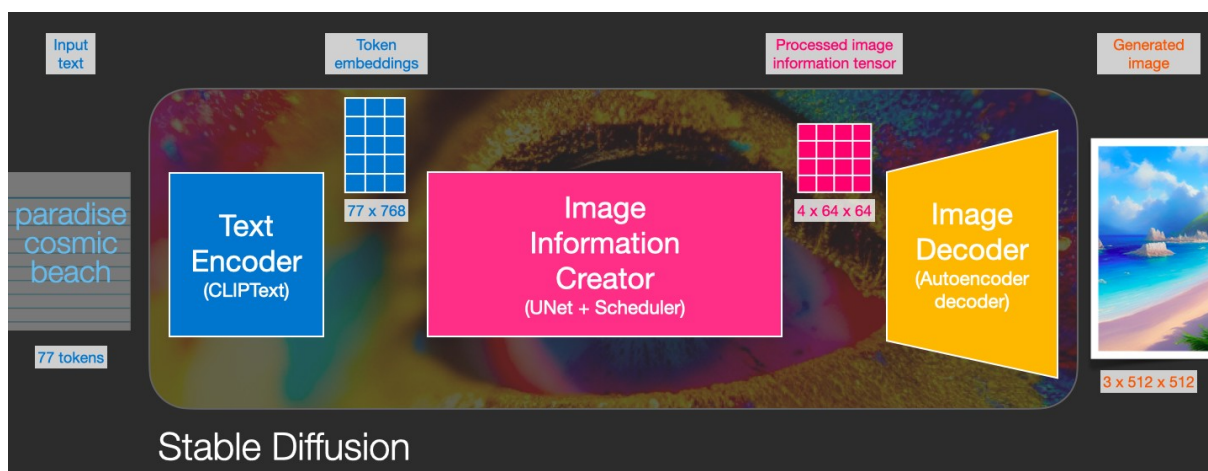 Input
text
Token
embeddings
Processed image
information tensor
Generated
image
paradise
cosmic
beach
77 tokens
Text
Encoder
(CLIPText)
77 x 768
Image
Information
Creator
(UNet + Scheduler)
4 x 64 x 64
Image
Decoder
(Autoencoder
decoder)
3 x 512 x 512
Stable Diffusion